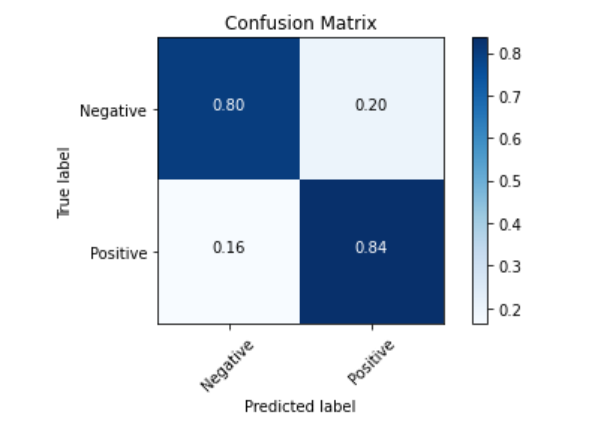 Confusion Matrix
Negative
0.80
0.20
Positive
0.16
0.84
True label
Negative
Positive
Predicted label
0.8
0.7
0.6
0.5
0.4
0.3
0.2